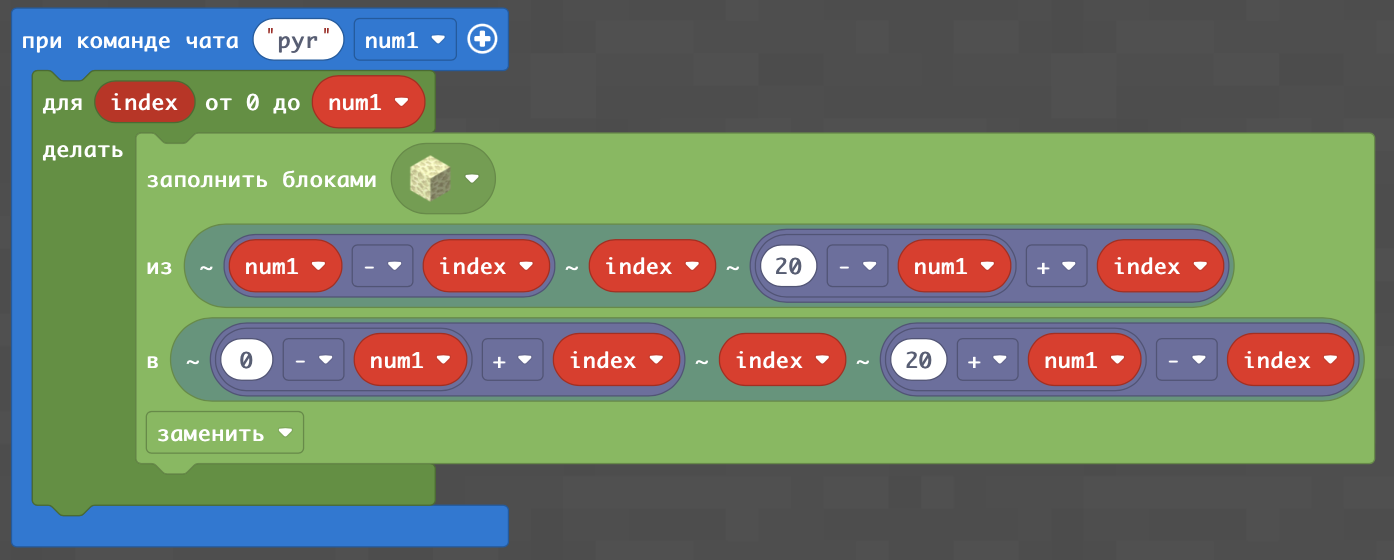 при команде чата "pyr" num1
для index от 0 до num1
делать
заполнить блоками
из ~ num1 - index ~ index ~ 20 - num1 + index
в ~ 0 - num1 + index ~ index ~ 20 + num1 - index
заменить